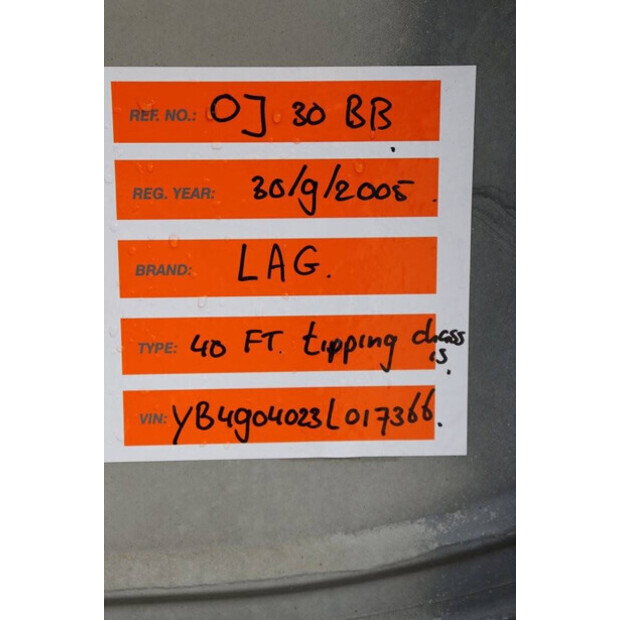 REF. NO.: OJ 30 BB
REG. YEAR: 30/9/2005
BRAND: LAG.
TYPE: 40 FT. tipping chass
is.
VIN: YB4904023L017366.